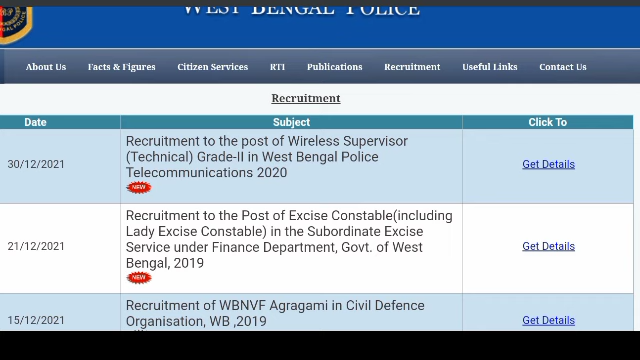 WEST BENGAL POLICE
About Us Facts & Figures Citizen Services RTI Publications Recruitment Useful Links Contact Us
Recruitment
Date Subject Click To
30/12/2021
Recruitment to the post of Wireless Supervisor
(Technical) Grade-II in West Bengal Police
Telecommunications 2020
NEW
Get Details
21/12/2021
Recruitment to the Post of Excise Constable(including
Lady Excise Constable) in the Subordinate Excise
Service under Finance Department, Govt. of West
Bengal, 2019
NEW
Get Details
15/12/2021
Recruitment of WBNVF Agragami in Civil Defence
Organisation, WB ,2019
Get Details